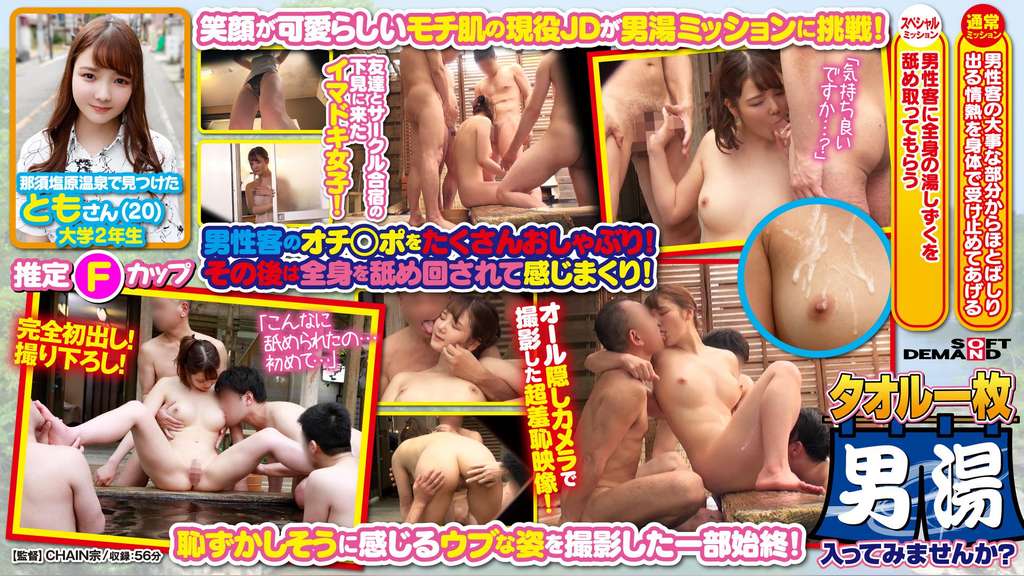 笑顔が可愛らしいモチ肌の現役JDが男湯ミッションに挑戦!
那須塩原温泉で見つけた
ともさん(20)
大学2年生
推定Fカップ
友達とサークル合宿の
下見に来た
イマドキ女子!
「気持ち良い
ですか…?」
通常
ミッション
男性客の大事な部分からほとばしり
出る情熱を身体で受け止めてあげる
スペシャル
ミッション
男性客に全身の湯しずくを
舐め取ってもらう
男性客のオチ○ポをたくさんおしゃぶり!
その後は全身を舐め回されて感じまくり!
完全初出し!
撮り下ろし!
「こんなに
舐められたの…
初めて…」
オール隠しカメラで
撮影した超羞恥映像!
SOFT
ON
DEMAND
タオル一枚
男湯
入ってみませんか?
恥ずかしそうに感じるウブな姿を撮影した一部始終!
【監督】CHAIN宗/収録:56分